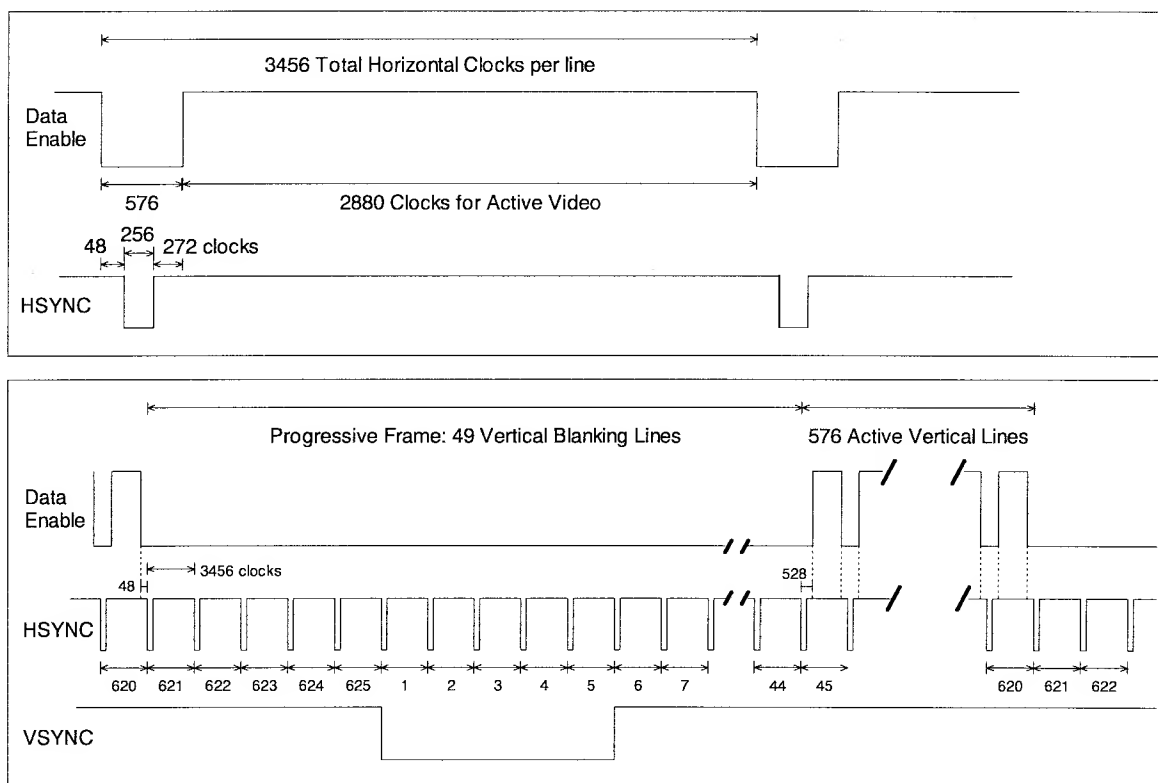 3456 Total Horizontal Clocks per line
Data
Enable
576
2880 Clocks for Active Video
256
48
272 clocks
HSYNC
Progressive Frame: 49 Vertical Blanking Lines
576 Active Vertical Lines
Data
Enable
48
3456 clocks
528
HSYNC
620 621 622 623 624 625 1 2 3 4 5 6 7 44 45 620 621 622
VSYNC